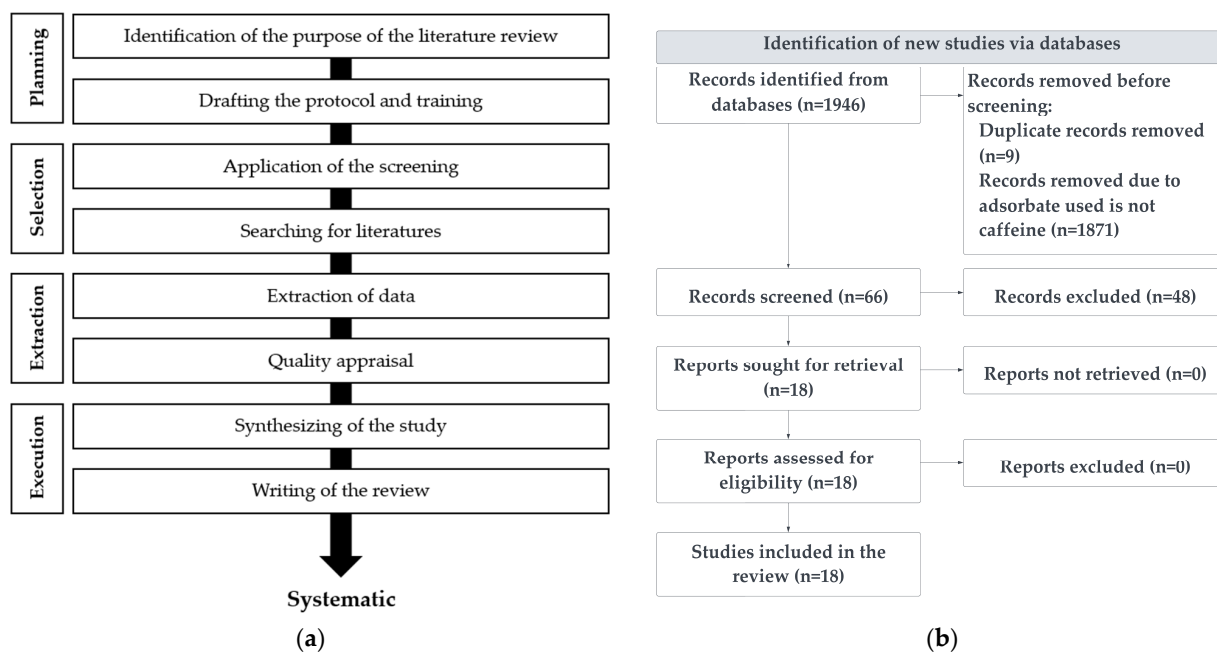 Planning
Identification of the purpose of the literature review
Drafting the protocol and training
Selection
Application of the screening
Searching for literatures
Extraction
Extraction of data
Quality appraisal
Execution
Synthesizing of the study
Writing of the review
Systematic
(a)
Identification of new studies via databases
Records identified from
databases (n=1946)
Records removed before
screening:
Duplicate records removed
(n=9)
Records removed due to
adsorbate used is not
caffeine (n=1871)
Records screened (n=66)
Records excluded (n=48)
Reports sought for retrieval
(n=18)
Reports not retrieved (n=0)
Reports assessed for
eligibility (n=18)
Reports excluded (n=0)
Studies included in the
review (n=18)
(b)